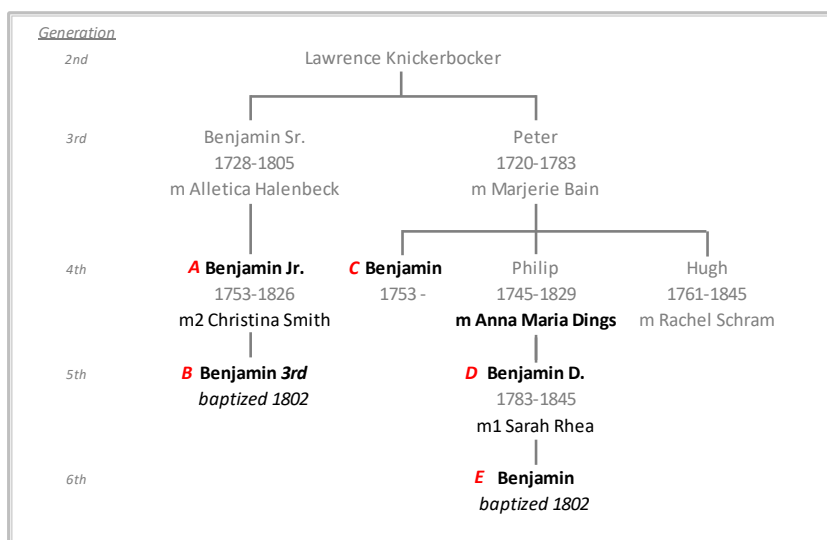 Generation
2nd Lawrence Knickerbocker
3rd Benjamin Sr. Peter
1728-1805 1720-1783
m Alletica Halenbeck m Marjerie Bain
4th A Benjamin Jr. C Benjamin Philip Hugh
1753-1826 1753 - 1745-1829 1761-1845
m2 Christina Smith m Anna Maria Dings m Rachel Schram
5th B Benjamin 3rd D Benjamin D.
baptized 1802 1783-1845
m1 Sarah Rhea
6th E Benjamin
baptized 1802